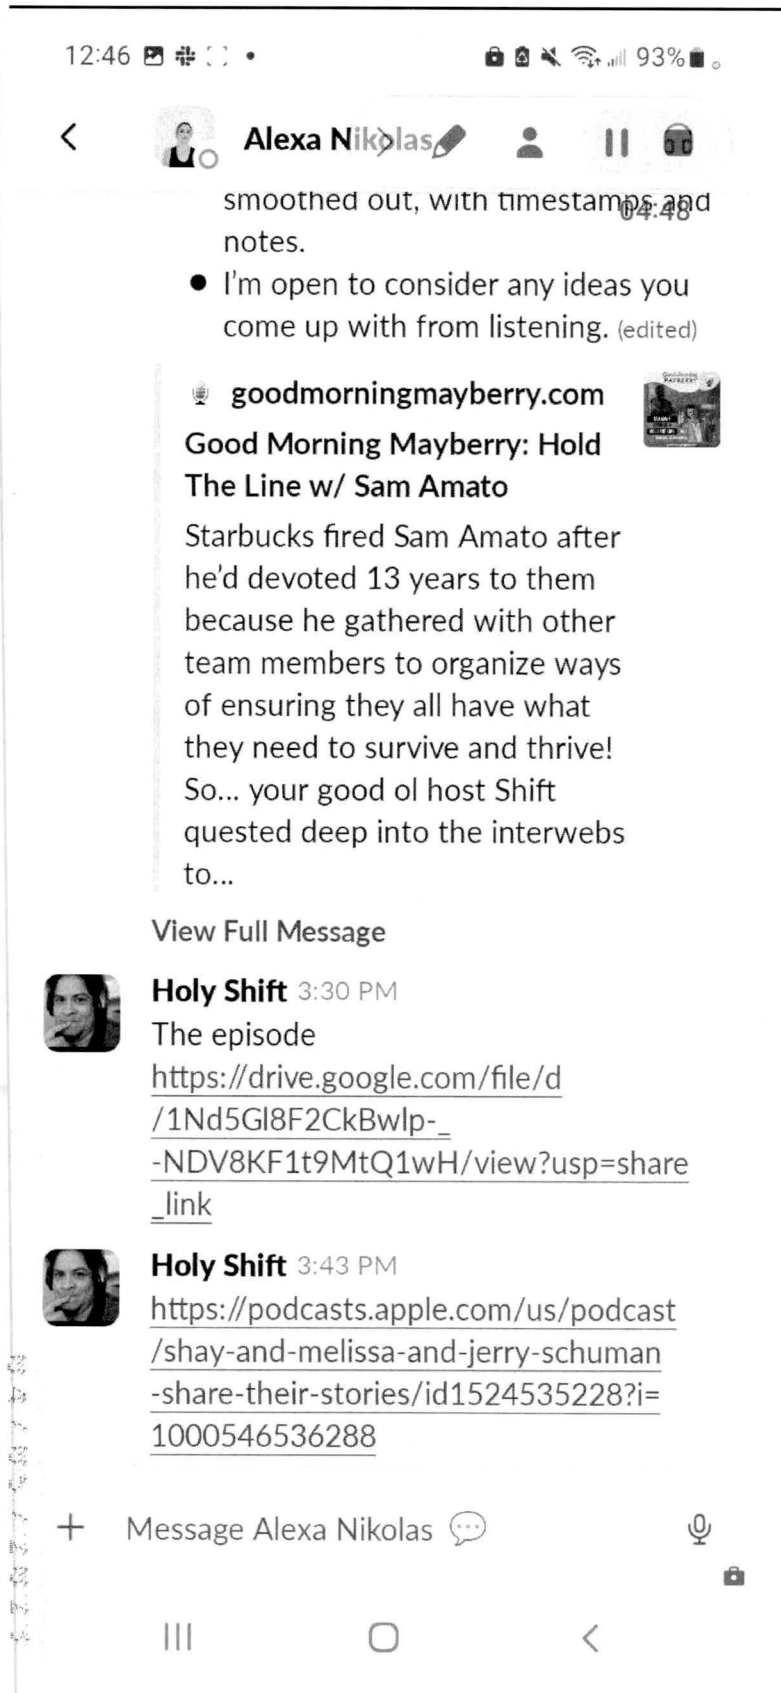 12:46
93%
Alexa Nikolas
04:48
smoothed out, with timestamps and
notes.
● I'm open to consider any ideas you
come up with from listening. (edited)
goodmorningmayberry.com
Good Morning Mayberry: Hold
The Line w/ Sam Amato
Starbucks fired Sam Amato after
he'd devoted 13 years to them
because he gathered with other
team members to organize ways
of ensuring they all have what
they need to survive and thrive!
So... your good ol host Shift
quested deep into the interwebs
to...
View Full Message
Holy Shift 3:30 PM
The episode
https://drive.google.com/file/d
/1Nd5Gl8F2CkBwlp-_
-NDV8KF1t9MtQ1wH/view?usp=share
_link
Holy Shift 3:43 PM
https://podcasts.apple.com/us/podcast
/shay-and-melissa-and-jerry-schuman
-share-their-stories/id1524535228?i=
1000546536288
Message Alexa Nikolas